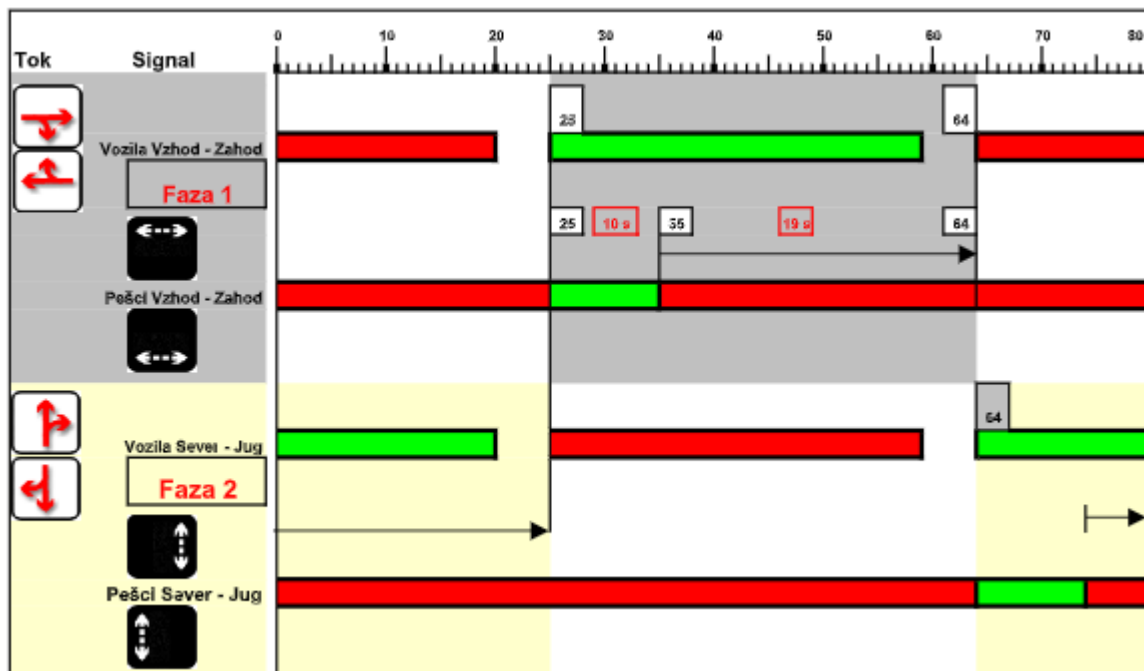 0 10 20 30 40 50 60 70 80
Tok Signal
25 64
Vozila Vzhod - Zahod
Faza 1
25 10 s 35 19 s 64
Pešci Vzhod - Zahod
64
Vozila Sever - Jug
Faza 2
Pešci Sever - Jug